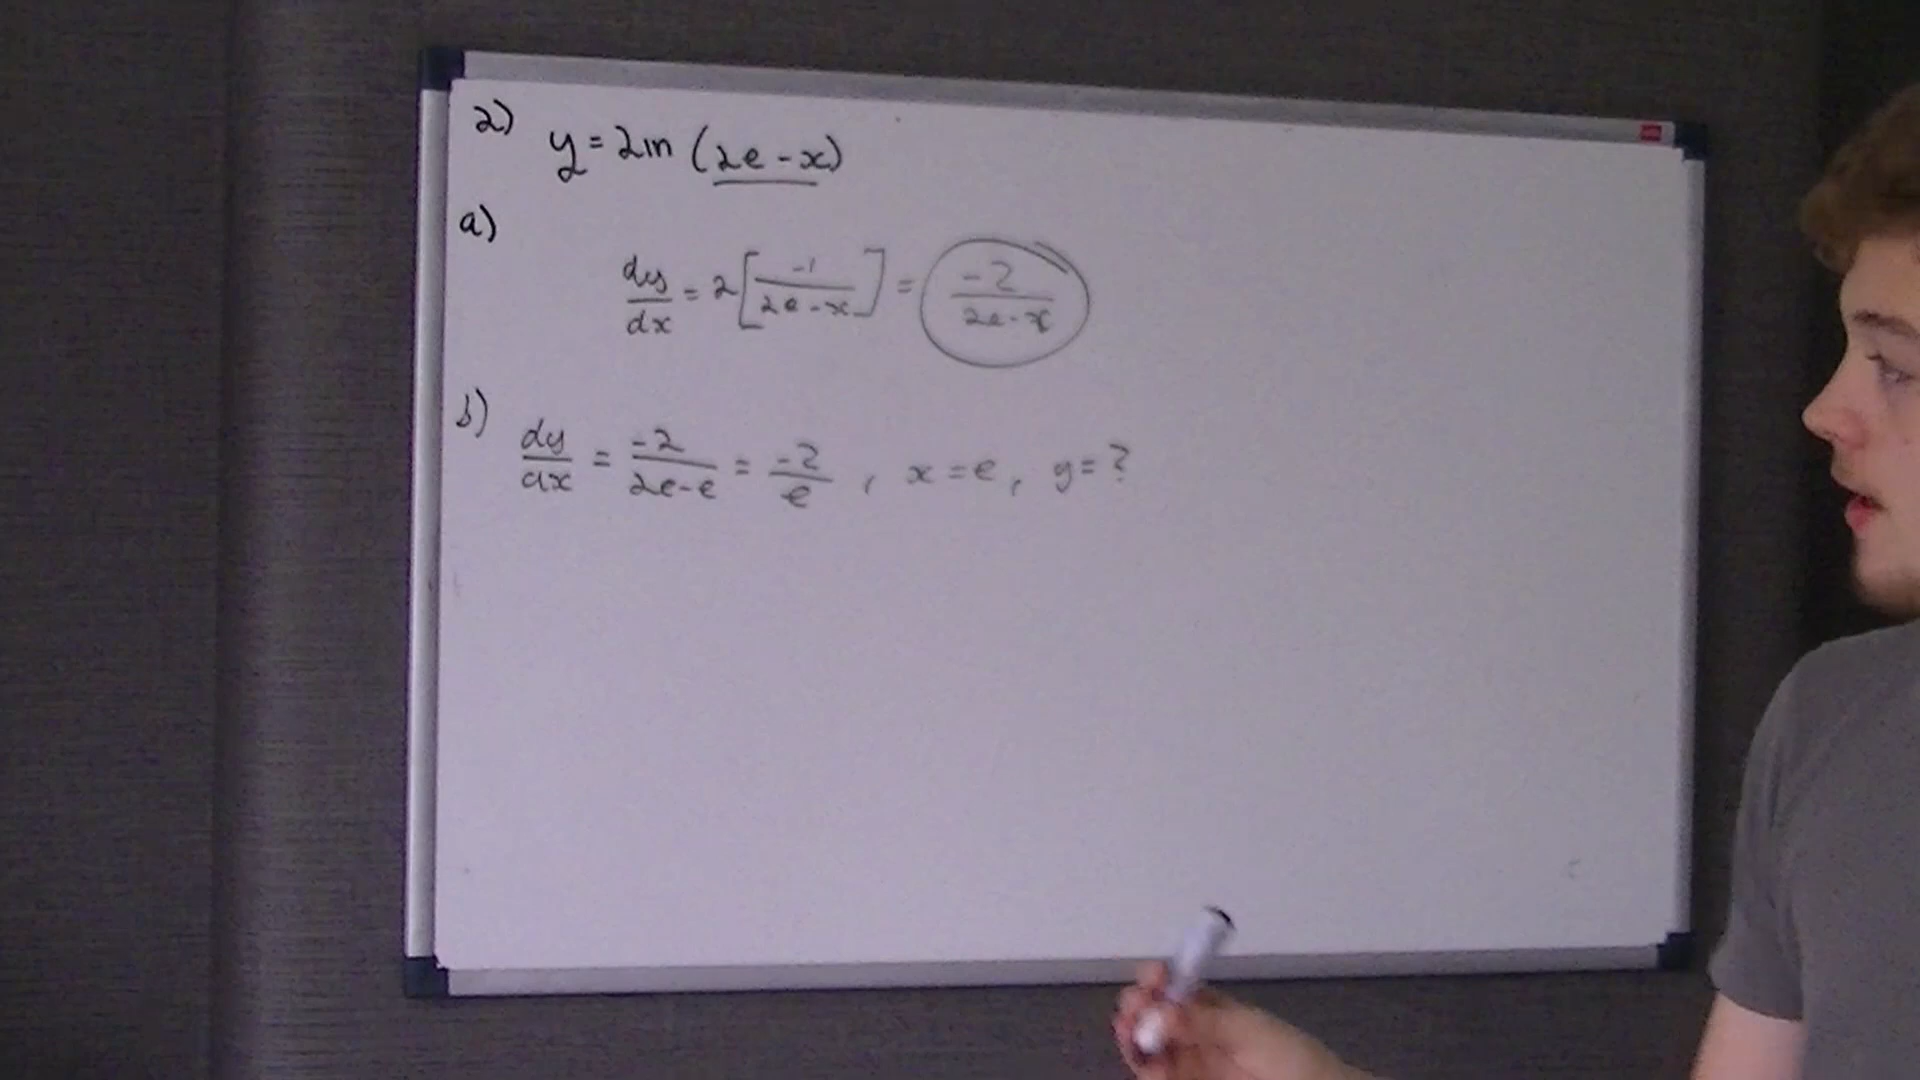 2) y = 2ln (2e - x)
a)
dy/dx = 2[-1/(2e - x)] = -2/(2e - x)
b) dy/dx = -2/(2e - e) = -2/e , x = e, y = ?